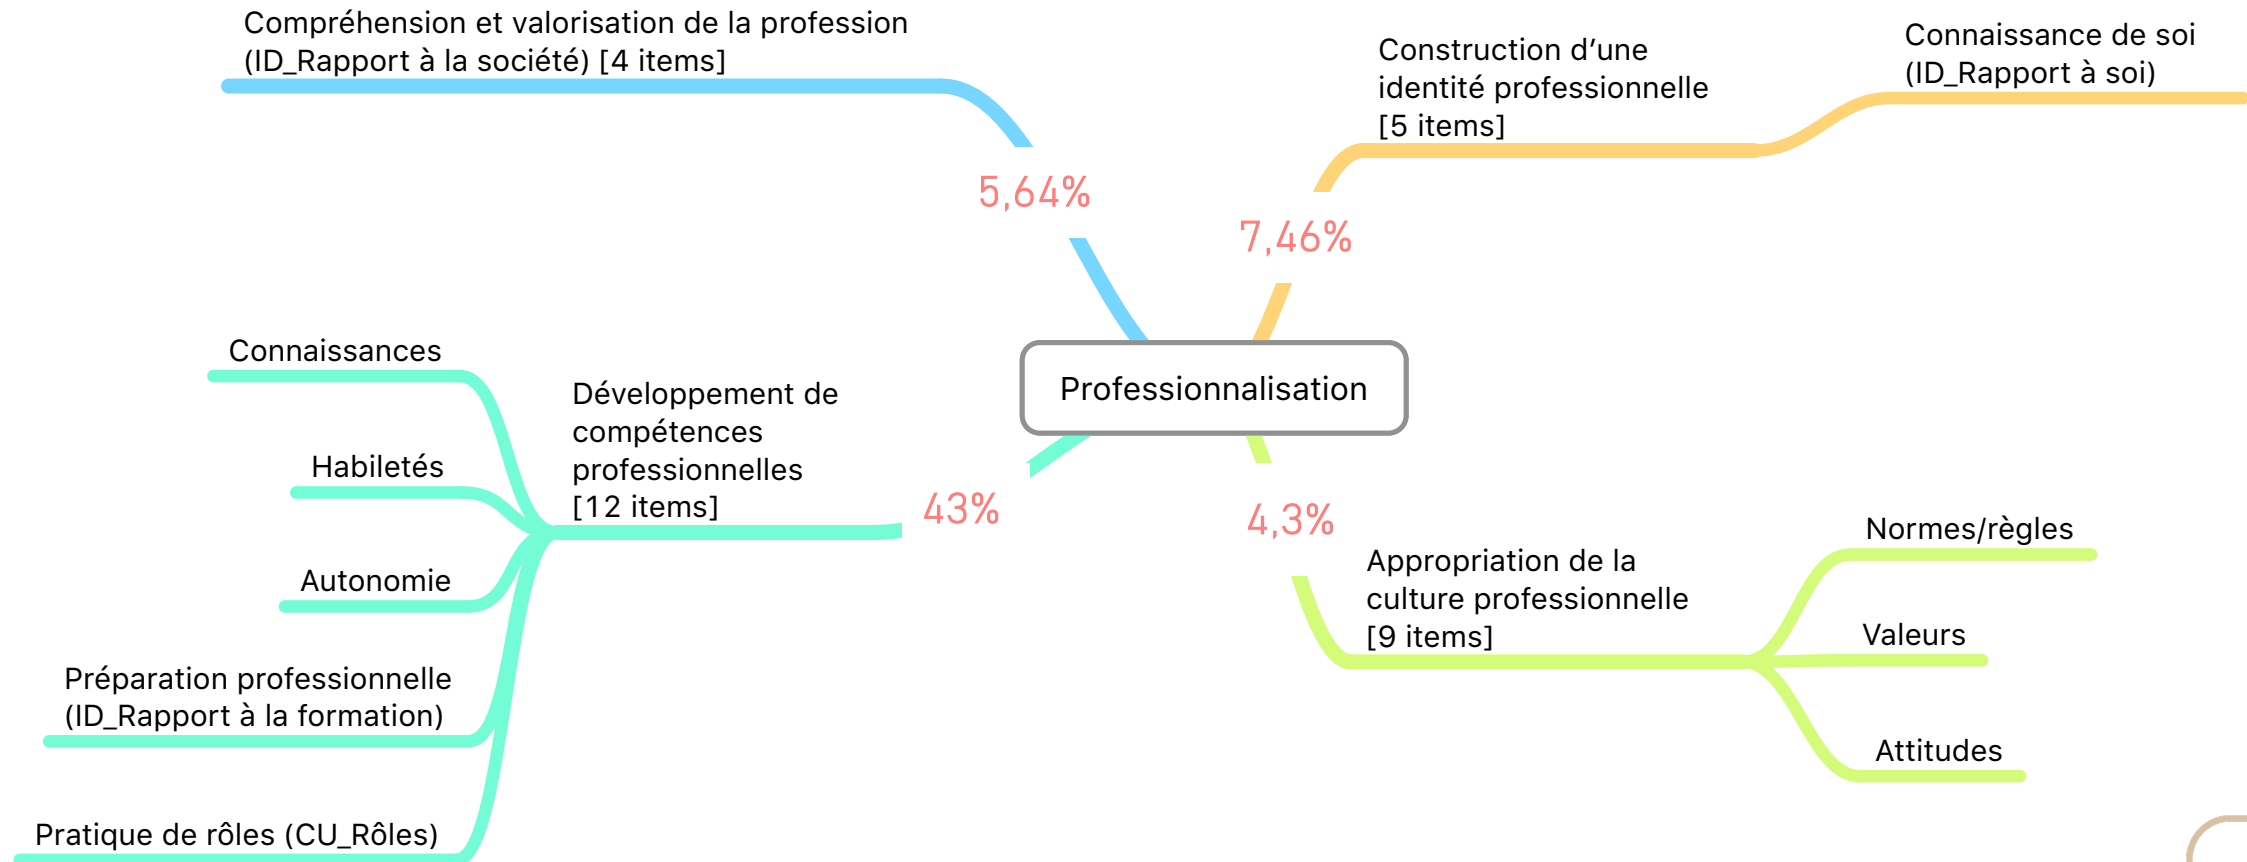 Compréhension et valorisation de la profession
(ID_Rapport à la société) [4 items]
5,64%
Construction d’une
identité professionnelle
[5 items]
Connaissance de soi
(ID_Rapport à soi)
7,46%
Professionnalisation
Connaissances
Habiletés
Autonomie
Préparation professionnelle
(ID_Rapport à la formation)
Pratique de rôles (CU_Rôles)
Développement de
compétences
professionnelles
[12 items]
43%
4,3%
Appropriation de la
culture professionnelle
[9 items]
Normes/règles
Valeurs
Attitudes